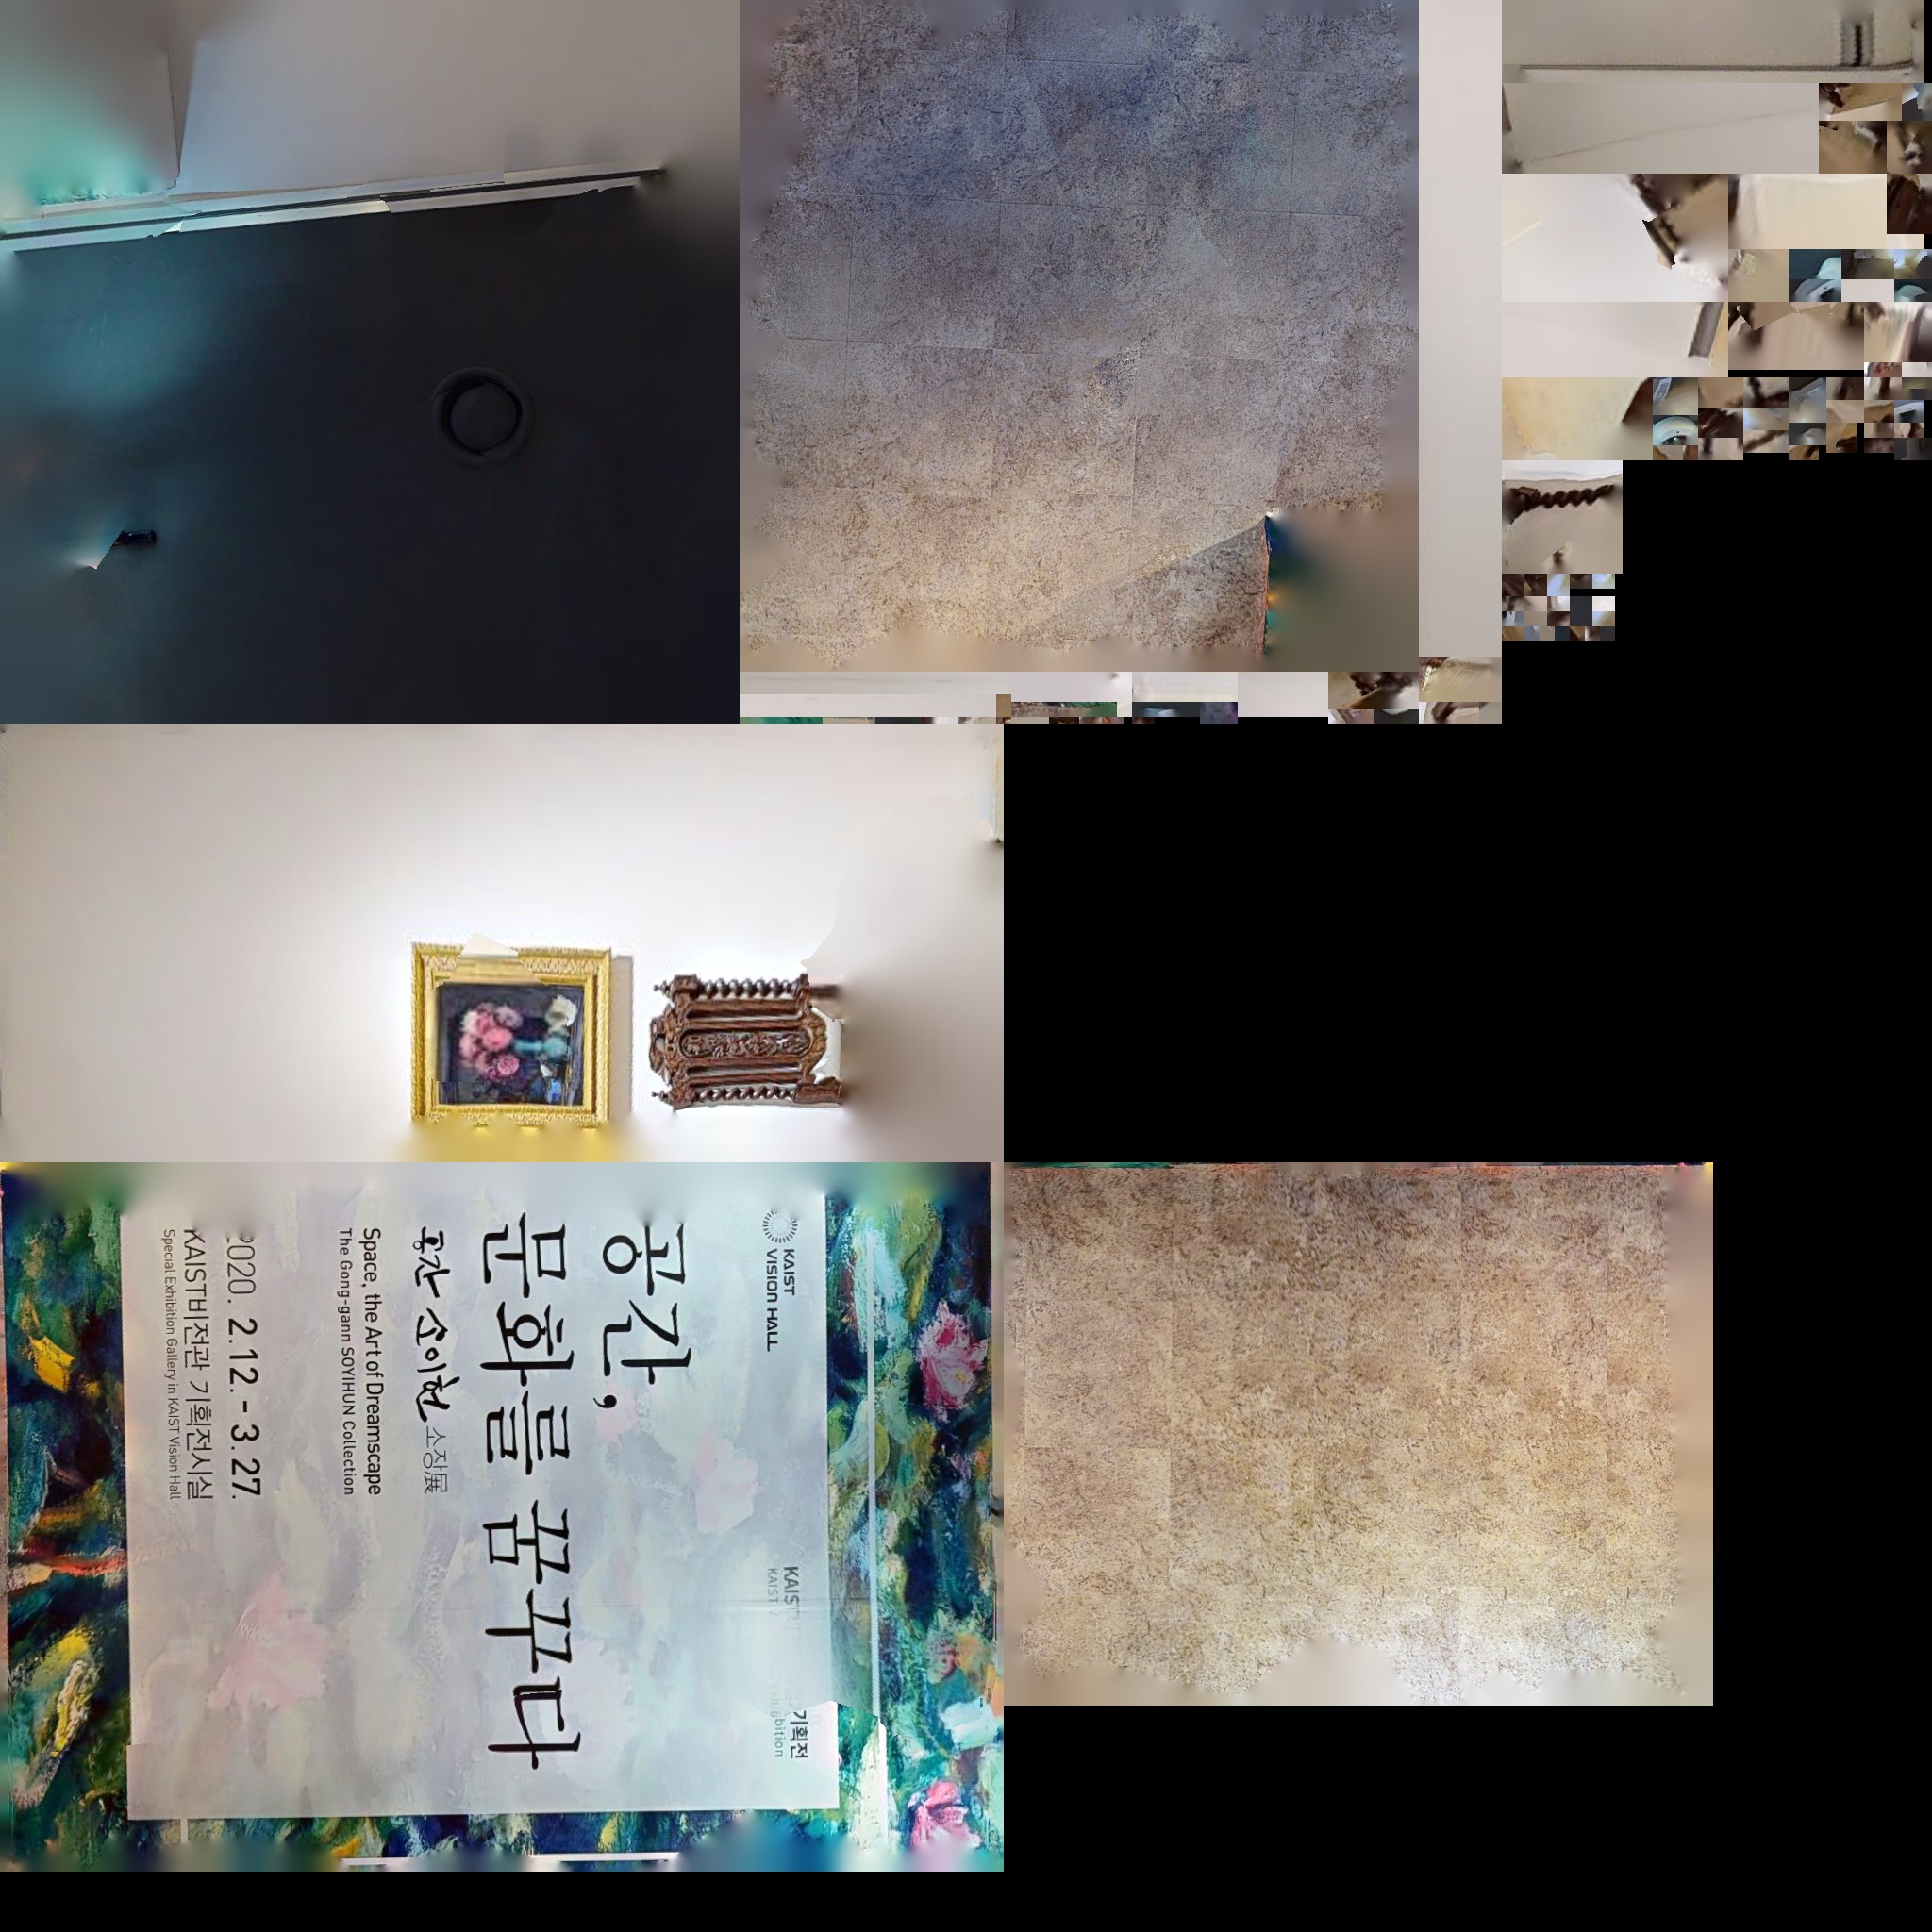 KAIST
VISION HALL
KAIS
KAIST
기획전
bition
공간,
문화를 꿈꾸다
공간 소이헌 소장展
Space, the Art of Dreamscape
The Gong-gann SOYIHUN Collection
2020. 2.12. - 3.27.
KAIST비전관 기획전시실
Special Exhibition Gallery in KAIST Vision Hall